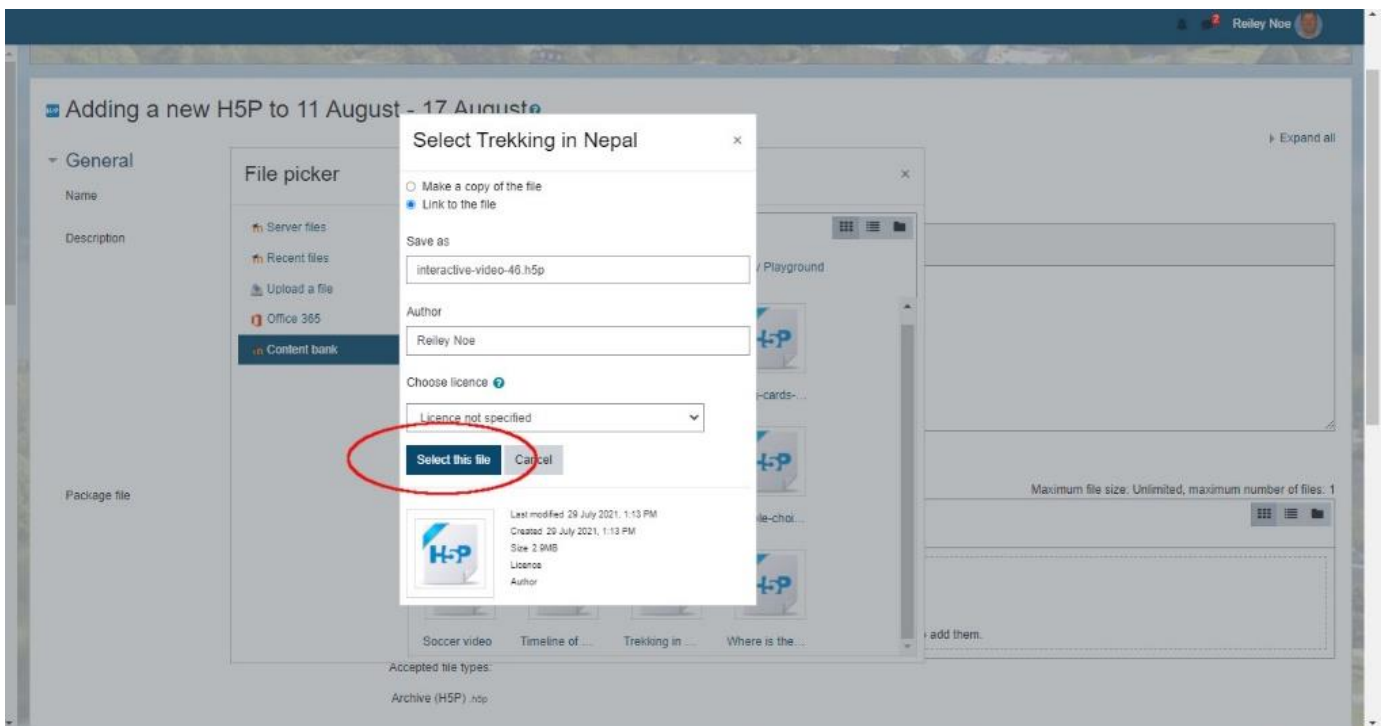 2
Reiley Noe
Adding a new H5P to 11 August - 17 August
Expand all
General
Name
Description
Package file
File picker
Server files
Recent files
Upload a file
Office 365
Content bank
Select Trekking in Nepal
×
Make a copy of the file
Link to the file
Save as
interactive-video-46.h5p
Author
Reiley Noe
Choose licence
Licence not specified
Select this file
Cancel
Last modified 29 July 2021, 1:13 PM
Created 29 July 2021, 1:13 PM
Size 2.9MB
Licence
Author
H5P
×
Playground
H5P
-cards-...
H5P
le-choi...
H5P
Soccer video
Timeline of ...
Trekking in ...
Where is the...
Maximum file size: Unlimited, maximum number of files: 1
add them.
Accepted file types:
Archive (H5P) .h5p